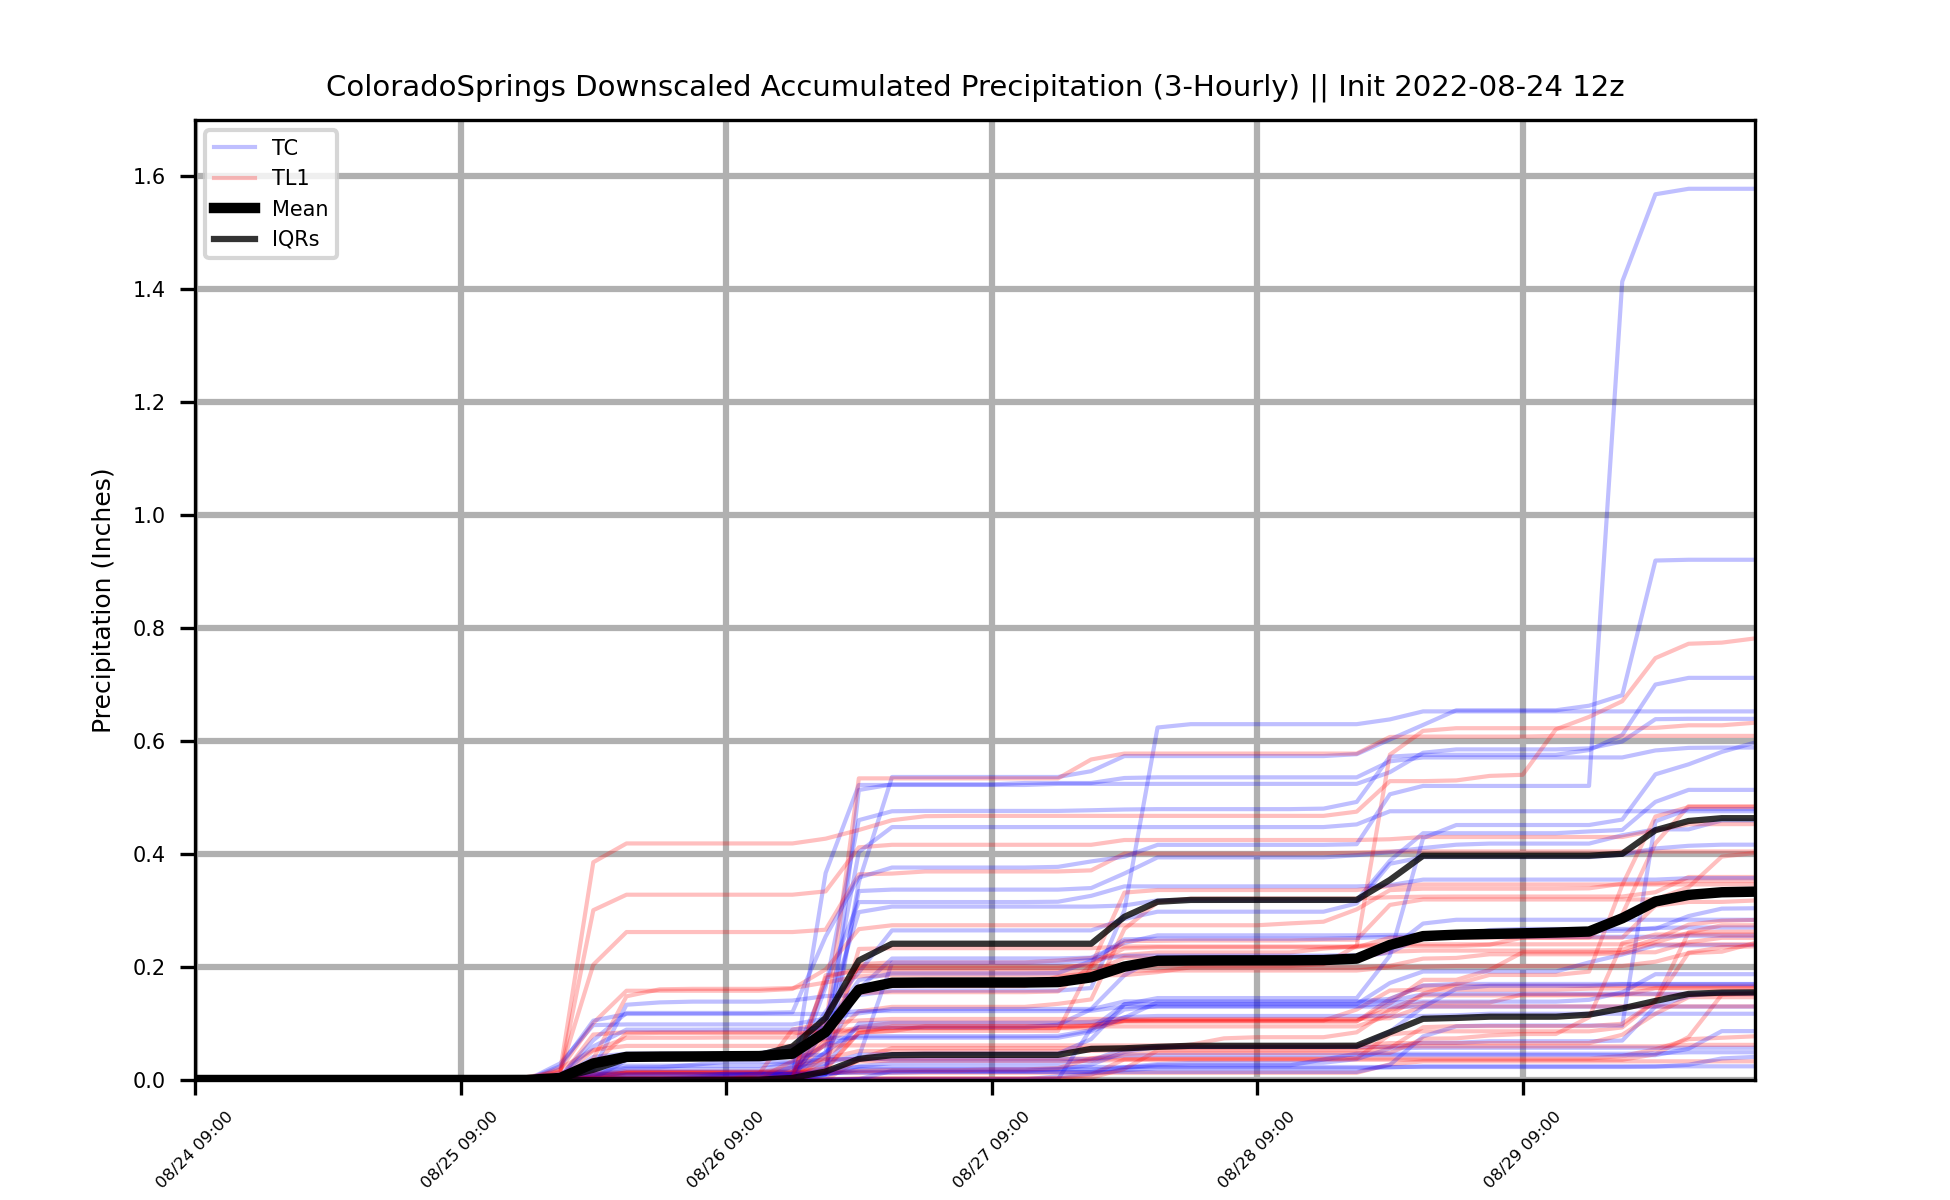 ColoradoSprings Downscaled Accumulated Precipitation (3-Hourly) || Init 2022-08-24 12z
TC
TL1
Mean
IQRs
Precipitation (Inches)
1.6
1.4
1.2
1.0
0.8
0.6
0.4
0.2
0.0
08/24 09:00
08/25 09:00
08/26 09:00
08/27 09:00
08/28 09:00
08/29 09:00